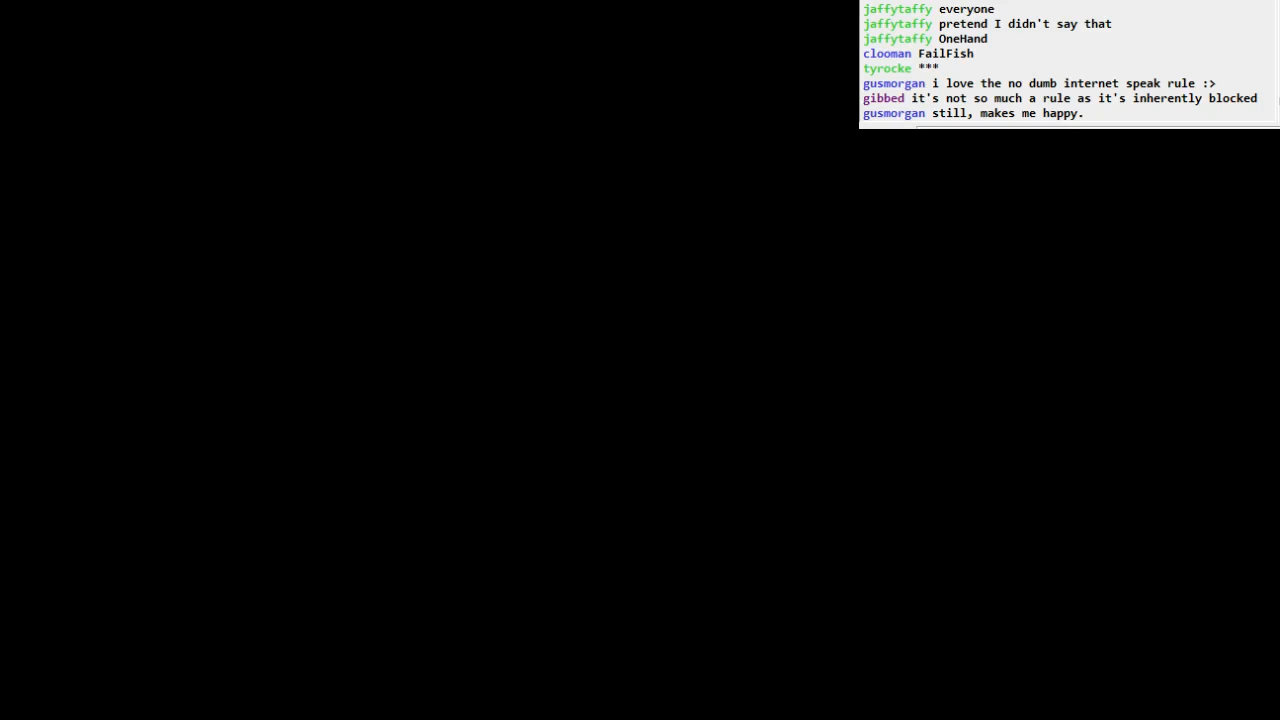 jaffytaffy everyone
jaffytaffy pretend I didn't say that
jaffytaffy OneHand
clooman FailFish
tyrocke ***
gusmorgan i love the no dumb internet speak rule :>
gibbed it's not so much a rule as it's inherently blocked
gusmorgan still, makes me happy.